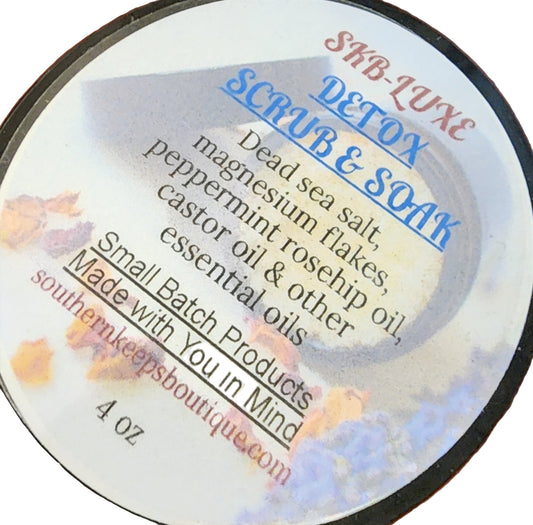 SKB-LUXE
DETOX
SCRUB & SOAK
Dead sea salt,
magnesium flakes,
peppermint rosehip oil,
castor oil & other
essential oils
Small Batch Products
Made with You in Mind
southernkeepsboutique.com
4 oz